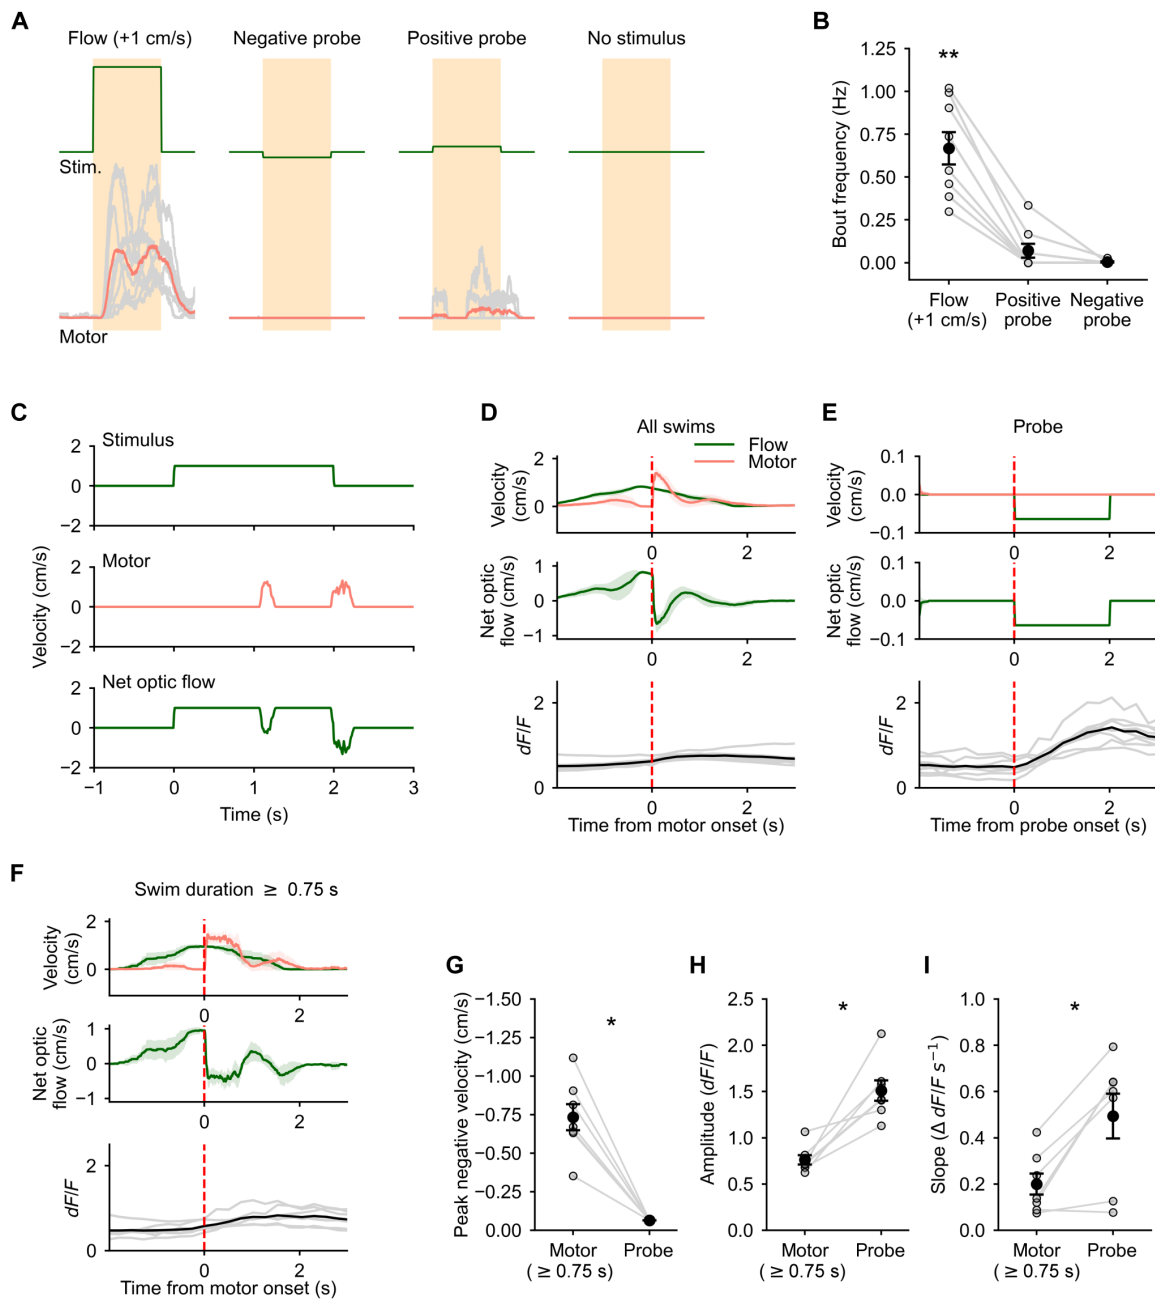 A
Flow (+1 cm/s)
Negative probe
Positive probe
No stimulus
Stim.
Motor
B
Bout frequency (Hz)
1.25
1.00
0.75
0.50
0.25
0.00
**
Flow
(+1 cm/s)
Positive
probe
Negative
probe
C
Velocity (cm/s)
Stimulus
2
0
−2
Motor
2
0
−2
Net optic flow
2
0
−2
−1 0 1 2 3
Time (s)
D
All swims
Flow
Motor
Velocity
(cm/s)
2
0
0 2
Net optic
flow (cm/s)
1
0
−1
0 2
dF/F
2
0
0 2
Time from motor onset (s)
E
Probe
Velocity
(cm/s)
0.1
0.0
−0.1
0 2
Net optic
flow (cm/s)
0.1
0.0
−0.1
0 2
dF/F
2
0
0 2
Time from probe onset (s)
F
Swim duration ≥ 0.75 s
Velocity
(cm/s)
2
0
0 2
Net optic
flow (cm/s)
1
0
−1
0 2
dF/F
2
0
0 2
Time from motor onset (s)
G
Peak negative velocity (cm/s)
−1.50
−1.25
−1.00
−0.75
−0.50
−0.25
0.00
*
Motor
( ≥ 0.75 s)
Probe
H
Amplitude (dF/F)
2.5
2.0
1.5
1.0
0.5
0.0
*
Motor
( ≥ 0.75 s)
Probe
I
Slope (Δ dF/F s⁻¹)
1.0
0.8
0.6
0.4
0.2
0.0
*
Motor
( ≥ 0.75 s)
Probe